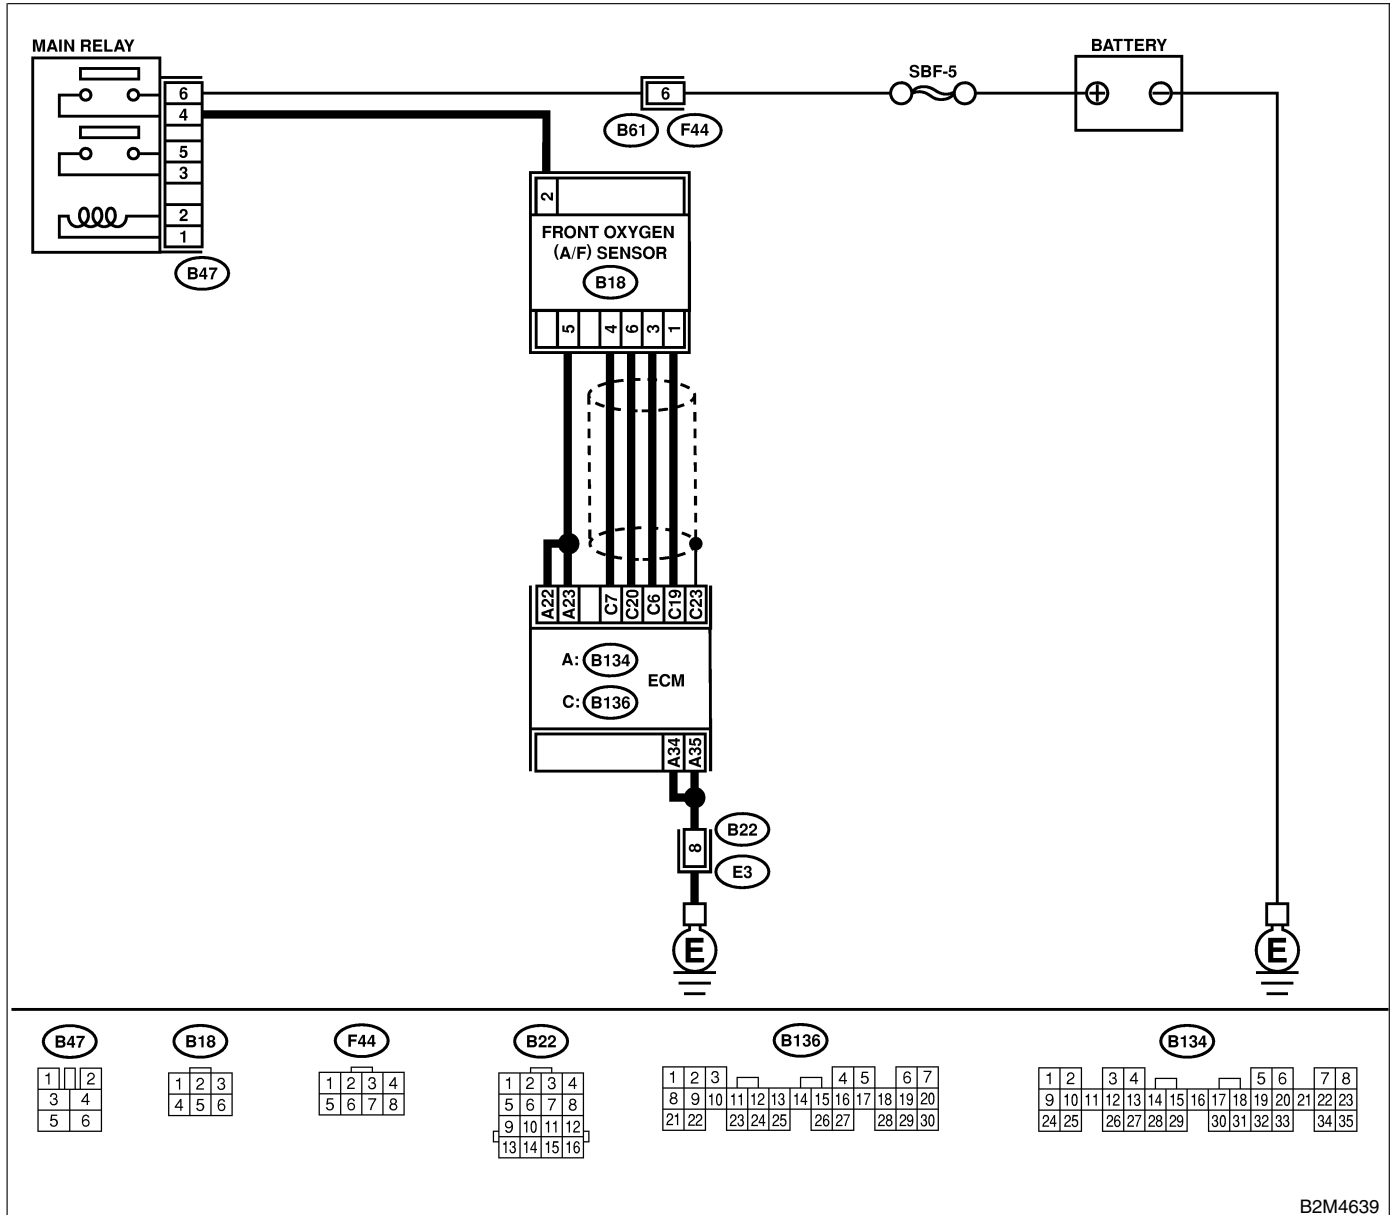 MAIN RELAY
BATTERY
SBF-5
6
4
5
3
2
1
B47
6
B61 F44
2
FRONT OXYGEN
(A/F) SENSOR
B18
5 4 6 3 1
A22 A23 C7 C20 C6 C19 C23
A: B134
ECM
C: B136
A34 A35
B22
8
E3
E E
B47 B18 F44 B22 B136 B134
1 2
3 4
5 6
1 2 3
4 5 6
1 2 3 4
5 6 7 8
1 2 3 4
5 6 7 8
9 10 11 12
13 14 15 16
1 2 3 4 5 6 7
8 9 10 11 12 13 14 15 16 17 18 19 20
21 22 23 24 25 26 27 28 29 30
1 2 3 4 5 6 7 8
9 10 11 12 13 14 15 16 17 18 19 20 21 22 23
24 25 26 27 28 29 30 31 32 33 34 35
B2M4639